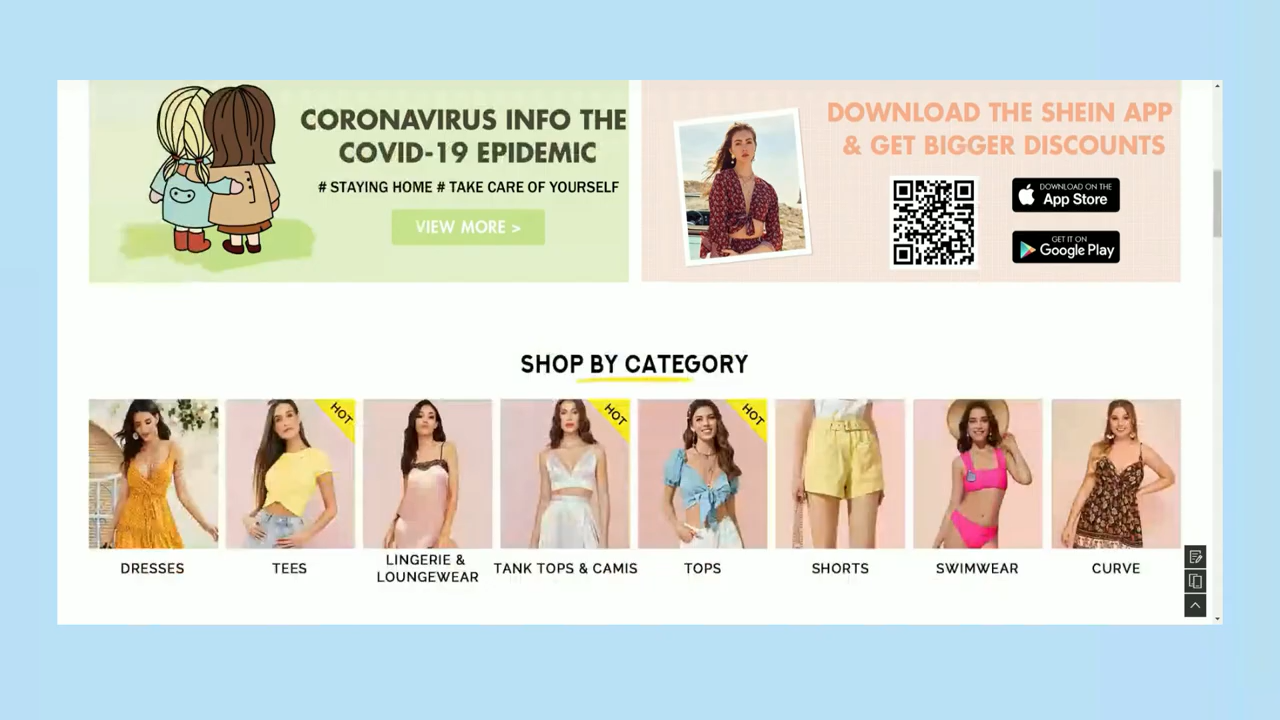 CORONAVIRUS INFO THE
COVID-19 EPIDEMIC
# STAYING HOME # TAKE CARE OF YOURSELF
VIEW MORE >
DOWNLOAD THE SHEIN APP
& GET BIGGER DISCOUNTS
DOWNLOAD ON THE
App Store
GET IT ON
Google Play
SHOP BY CATEGORY
HOT
HOT
HOT
DRESSES
TEES
LINGERIE &
LOUNGEWEAR
TANK TOPS & CAMIS
TOPS
SHORTS
SWIMWEAR
CURVE